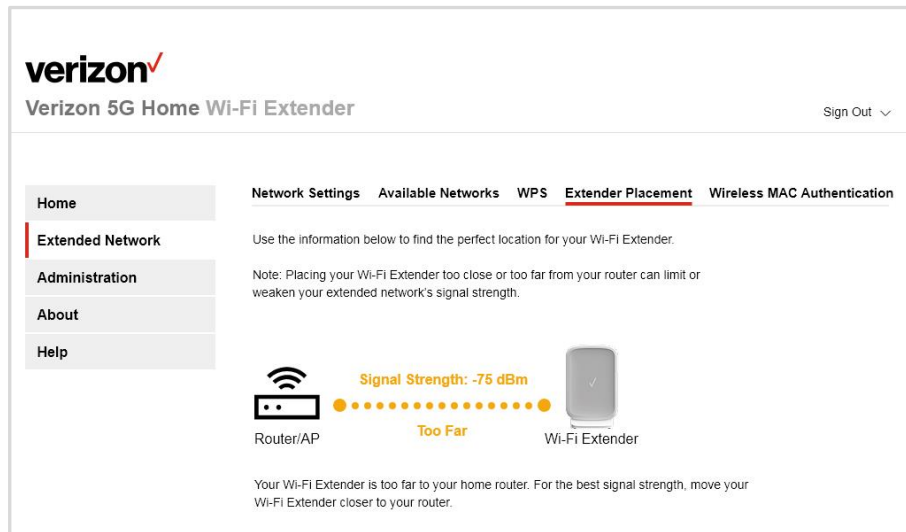 verizon
Verizon 5G Home Wi-Fi Extender
Sign Out
Home
Extended Network
Administration
About
Help
Network Settings Available Networks WPS Extender Placement Wireless MAC Authentication
Use the information below to find the perfect location for your Wi-Fi Extender.
Note: Placing your Wi-Fi Extender too close or too far from your router can limit or
weaken your extended network's signal strength.
Signal Strength: -75 dBm
Too Far
Router/AP
Wi-Fi Extender
Your Wi-Fi Extender is too far to your home router. For the best signal strength, move your
Wi-Fi Extender closer to your router.